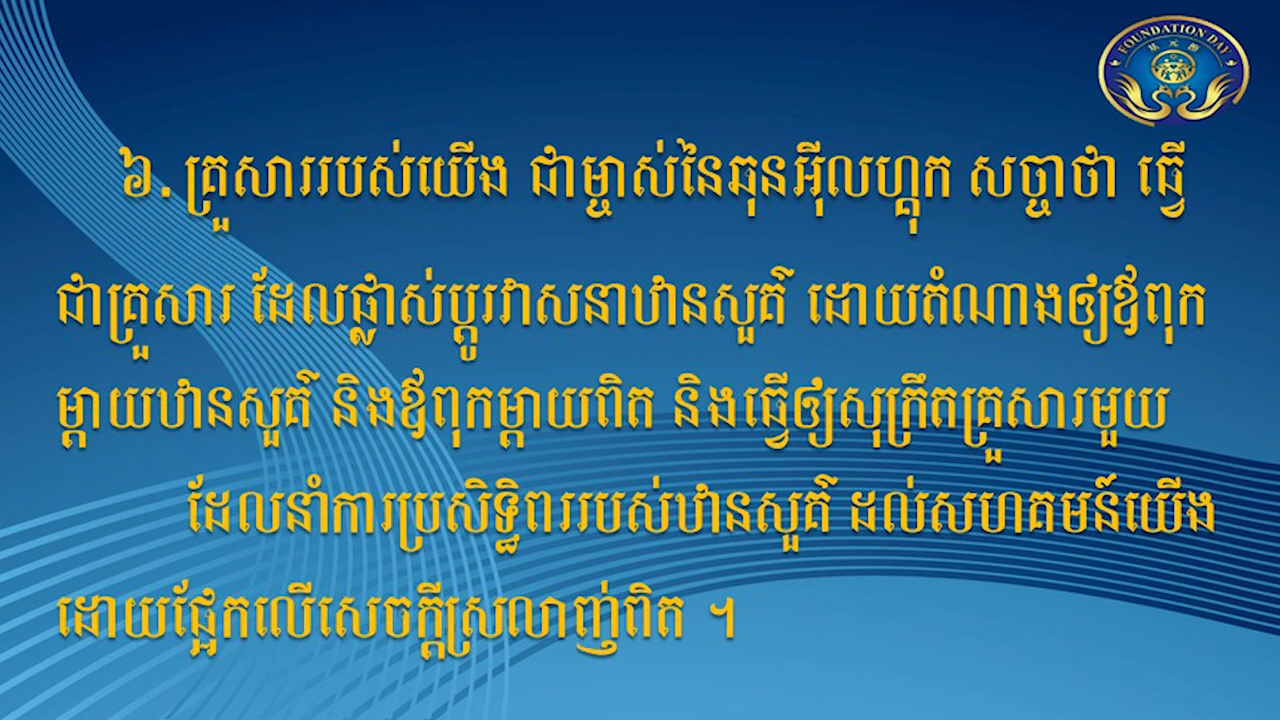 FOUNDATION DAY
基元節
៦. គ្រួសាររបស់យើង ជាម្ចាស់នៃឆុនអ៊ីលហ្គុក សច្ចាថា ធ្វើ
ជាគ្រួសារ ដែលផ្លាស់ប្ដូរវាសនាឋានសួគ៌ ដោយតំណាងឲ្យឪពុក
ម្ដាយឋានសួគ៌ និងឪពុកម្ដាយពិត និងធ្វើឲ្យសុក្រឹតគ្រួសារមួយ
ដែលនាំការប្រសិទ្ធិពររបស់ឋានសួគ៌ ដល់សហគមន៍យើង
ដោយផ្អែកលើសេចក្ដីស្រលាញ់ពិត ។